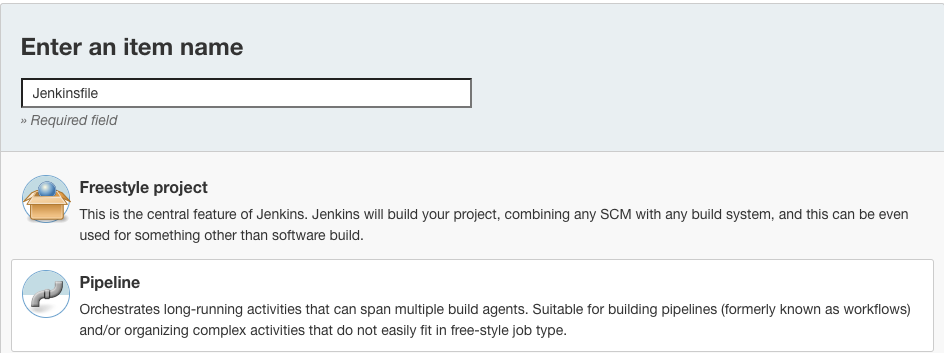 Enter an item name
Jenkinsfile
» Required field
Freestyle project
This is the central feature of Jenkins. Jenkins will build your project, combining any SCM with any build system, and this can be even
used for something other than software build.
Pipeline
Orchestrates long-running activities that can span multiple build agents. Suitable for building pipelines (formerly known as workflows)
and/or organizing complex activities that do not easily fit in free-style job type.